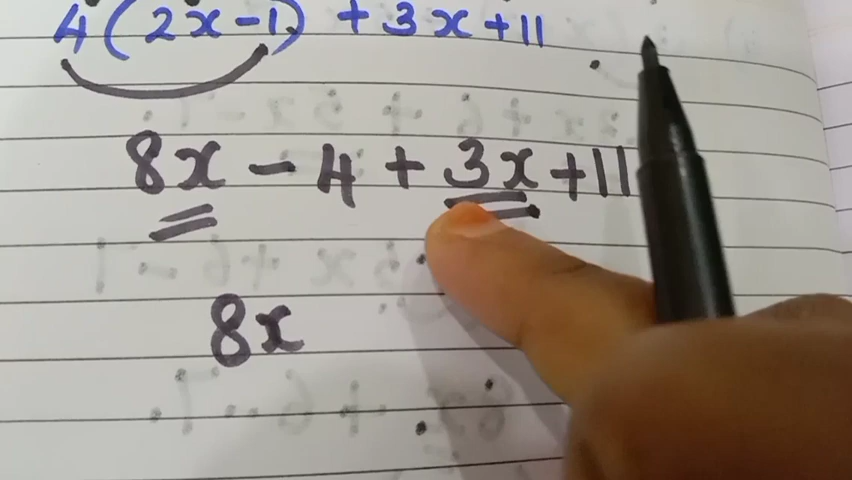 4(2x-1) + 3x+11
8x - 4 + 3x +11
8x